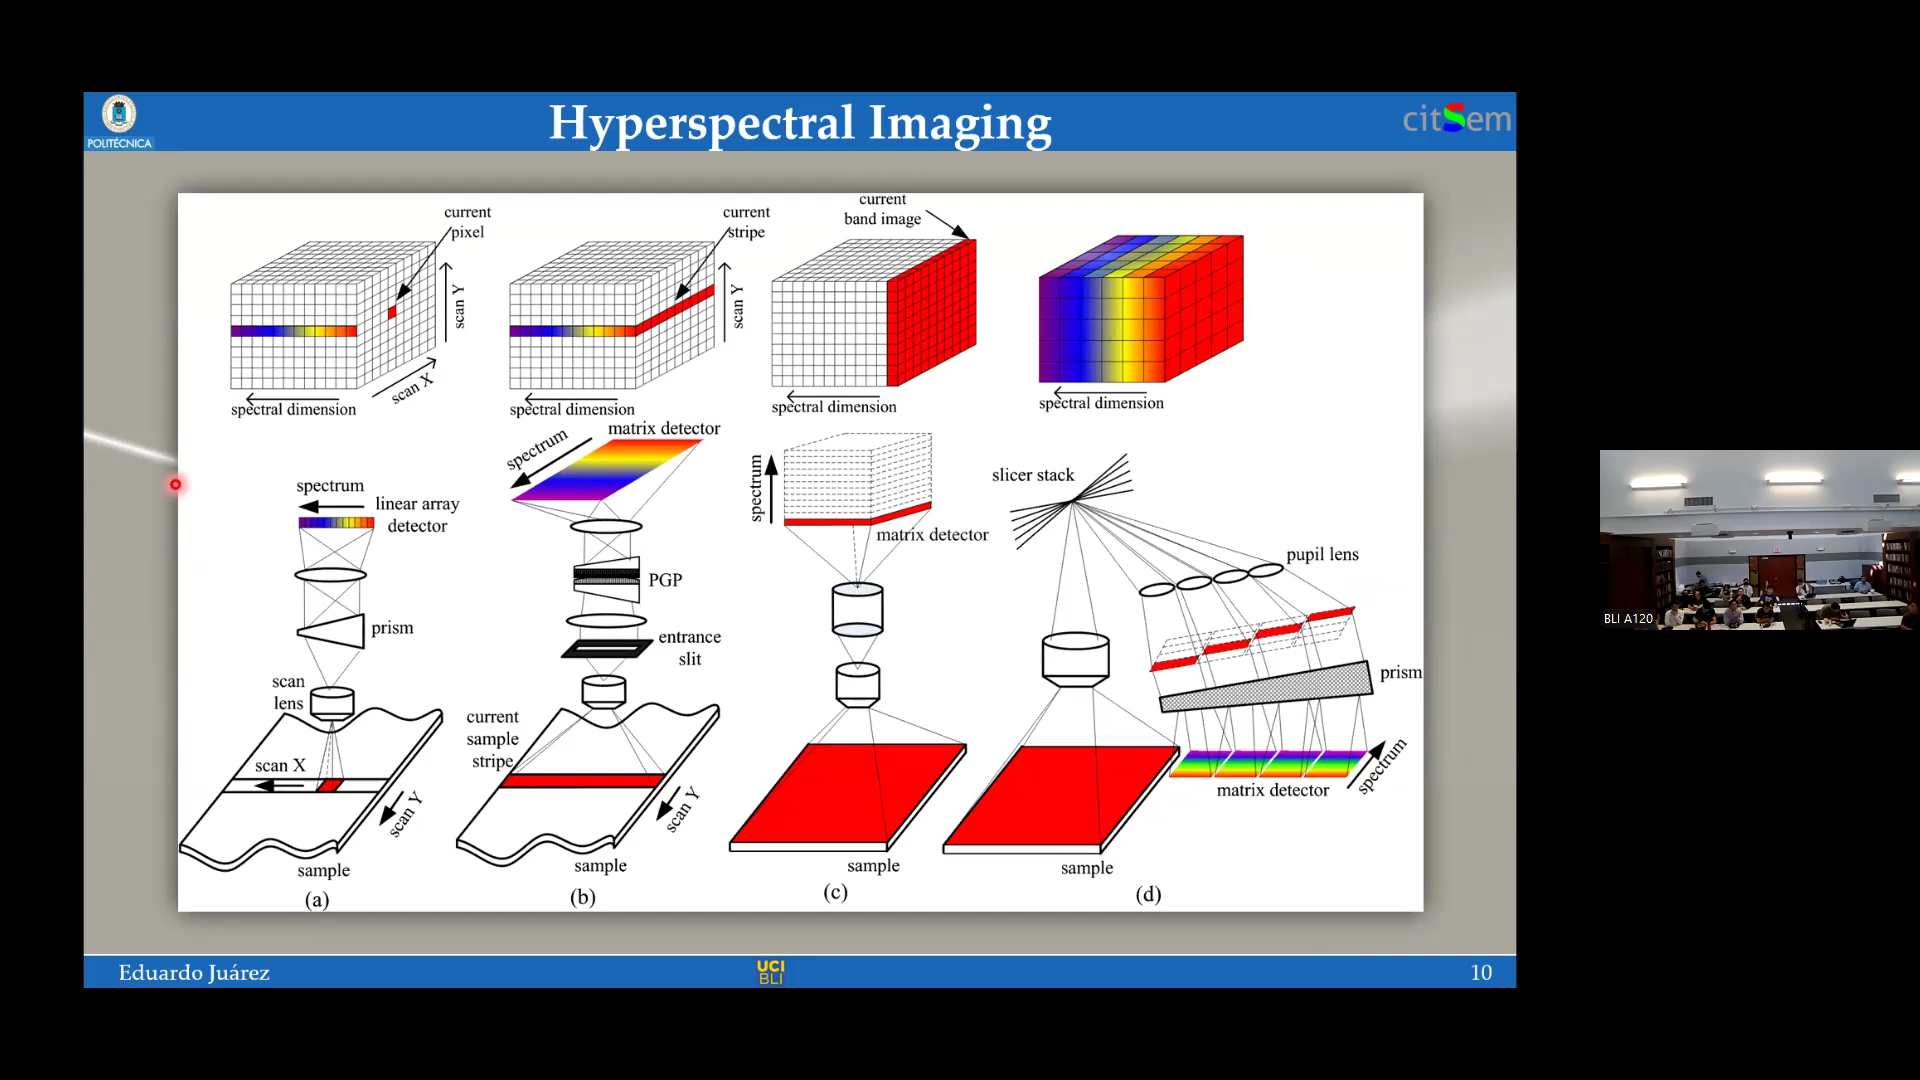 POLITÉCNICA
Hyperspectral Imaging
citSem
current
pixel
scan Y
scan X
spectral dimension
current
stripe
scan Y
spectral dimension
current
band image
spectral dimension
spectral dimension
spectrum
linear array
detector
prism
scan
lens
scan X
scan Y
sample
(a)
spectrum
matrix detector
PGP
entrance
slit
current
sample
stripe
scan Y
sample
(b)
spectrum
matrix detector
sample
(c)
slicer stack
pupil lens
prism
matrix detector
spectrum
sample
(d)
Eduardo Juárez
UCI
BLI
10
BLI A120